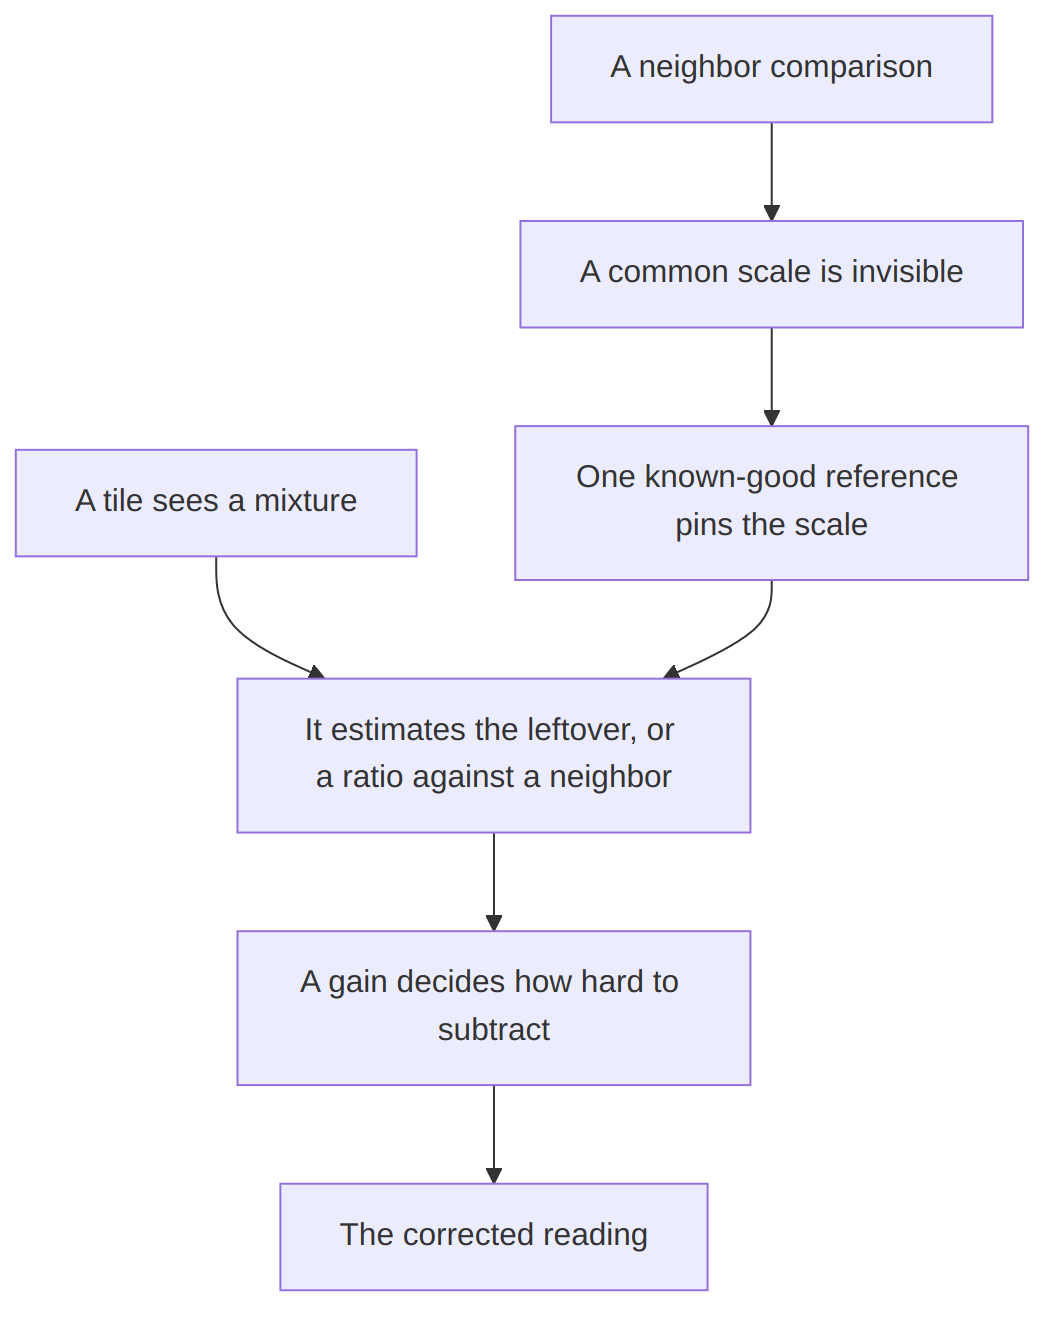 A neighbor comparison
A common scale is invisible
One known-good reference
pins the scale
A tile sees a mixture
It estimates the leftover, or
a ratio against a neighbor
A gain decides how hard to
subtract
The corrected reading